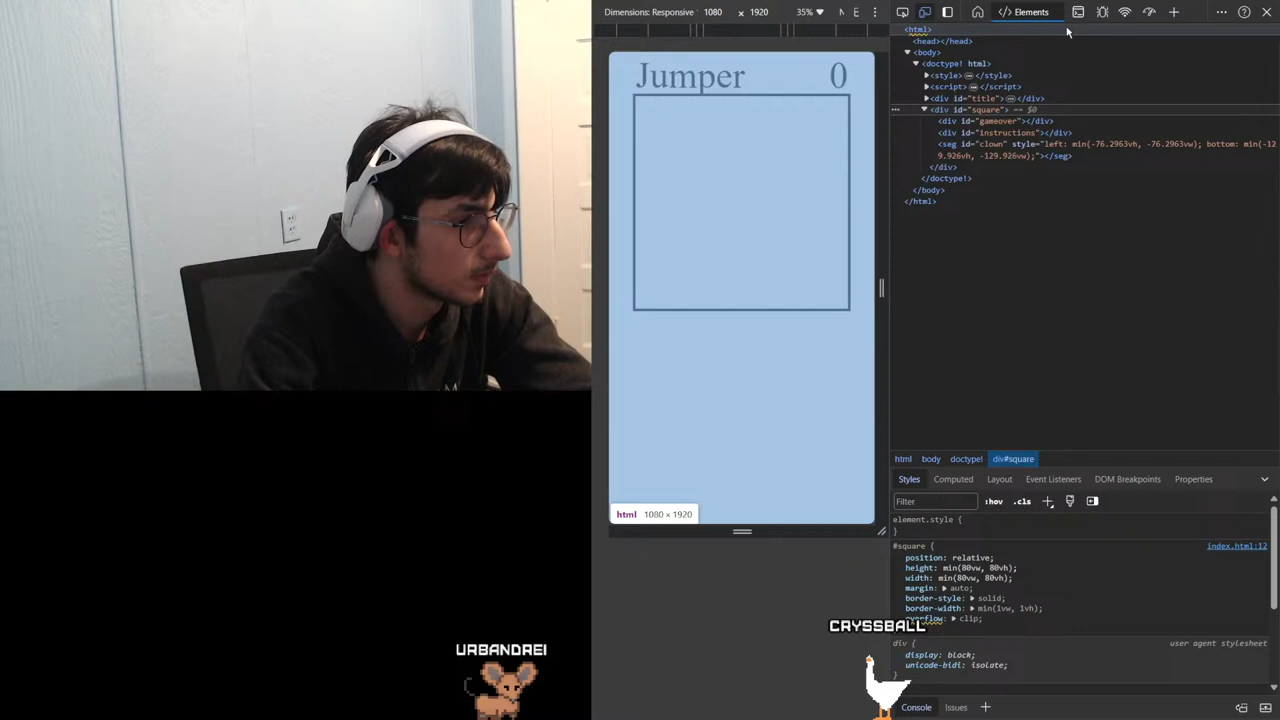 Dimensions: Responsive 1080 x 1920 35% ▼ N E
Elements
<html>
<head></head>
<body>
<doctype! html>
<style>…</style>
<script>…</script>
<div id="title">…</div>
<div id="square"> == $0
<div id="gameover"></div>
<div id="instructions"></div>
<seg id="clown" style="left: min(-76.2963vh, -76.2963vw); bottom: min(-12
9.926vh, -129.926vw);"></seg>
</div>
</doctype!>
</body>
</html>
Jumper 0
html 1080 × 1920
html body doctype! div#square
Styles Computed Layout Event Listeners DOM Breakpoints Properties
Filter :hov .cls
element.style {
}
#square { index.html:12
position: relative;
height: min(80vw, 80vh);
width: min(80vw, 80vh);
margin: auto;
border-style: solid;
border-width: min(1vw, 1vh);
overflow: clip;
}
div { user agent stylesheet
display: block;
unicode-bidi: isolate;
}
Console Issues
URBANDREI
CRYSSBALL